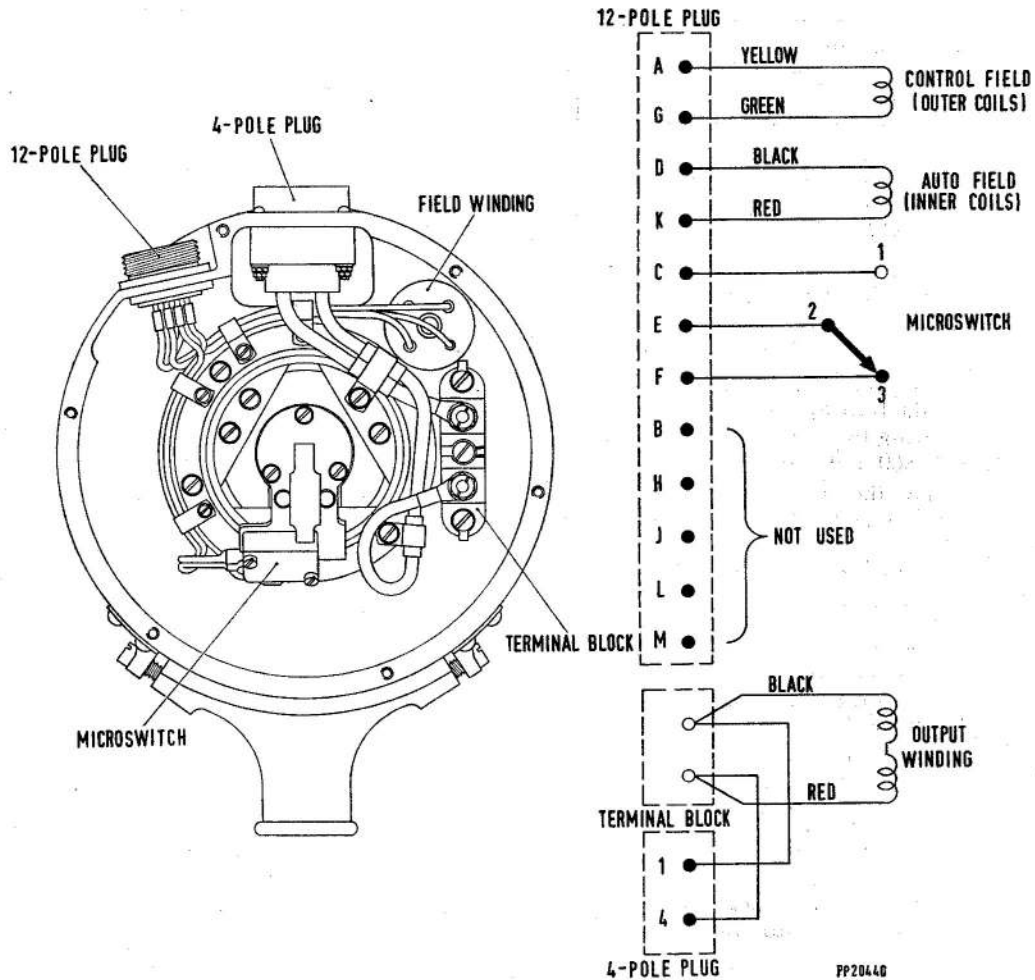 12-POLE PLUG
A
YELLOW
G
GREEN
CONTROL FIELD
(OUTER COILS)
D
BLACK
K
RED
AUTO FIELD
(INNER COILS)
C
1
E
2
MICROSWITCH
F
3
B
H
J
L
M
NOT USED
4-POLE PLUG
12-POLE PLUG
FIELD WINDING
TERMINAL BLOCK
MICROSWITCH
BLACK
RED
OUTPUT
WINDING
TERMINAL BLOCK
1
4
4-POLE PLUG
PP2044G